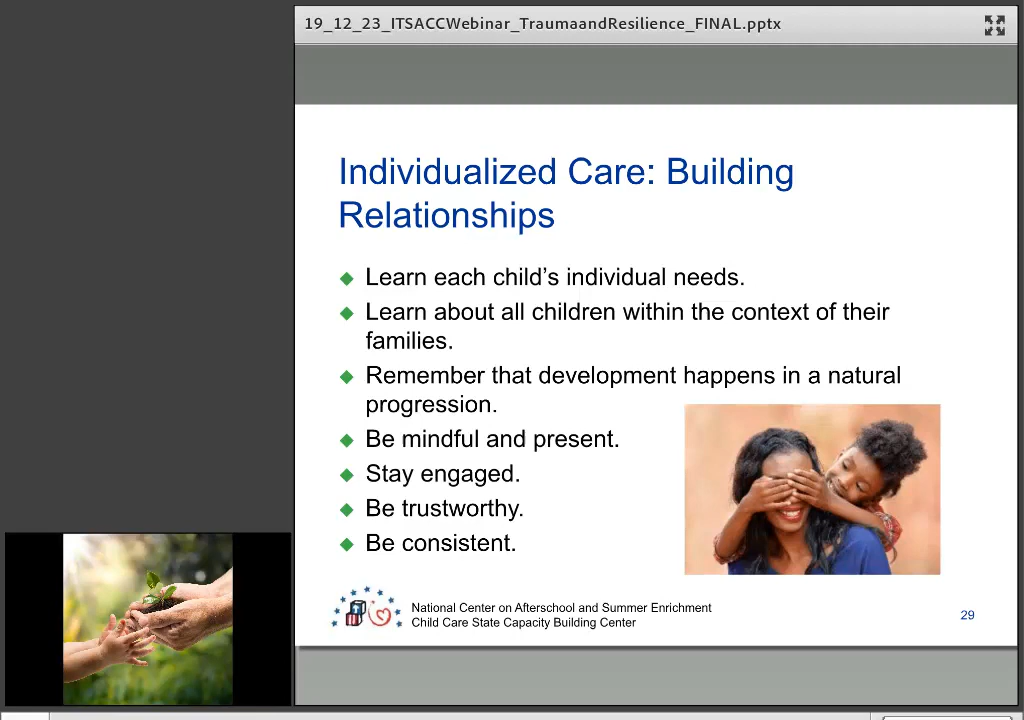 19_12_23_ITSACCWebinar_TraumaandResilience_FINAL.pptx
Individualized Care: Building
Relationships
Learn each child’s individual needs.
Learn about all children within the context of their
families.
Remember that development happens in a natural
progression.
Be mindful and present.
Stay engaged.
Be trustworthy.
Be consistent.
National Center on Afterschool and Summer Enrichment
Child Care State Capacity Building Center
29